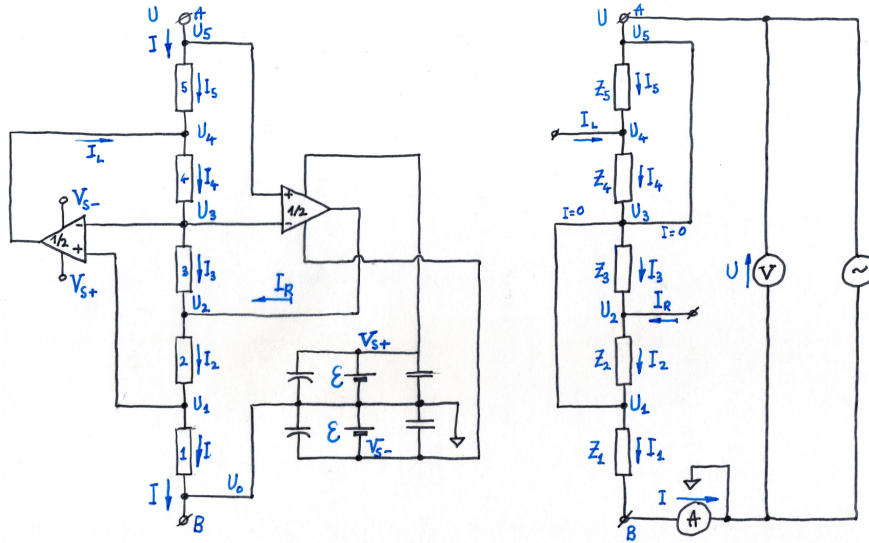 U A
U5
I
5
I5
U4
IL
4
I4
VS-
U3
+
-
1/2
-
+
1/2
VS+
3
I3
IR
U2
2
I2
VS+
ε
U1
ε
VS-
1
I
U0
I
B
U A
U5
Z5
I5
IL
U4
Z4
I4
I=0
U3
I=0
Z3
I3
U
V
~
U2
IR
Z2
I2
U1
Z1
I1
I
A
B